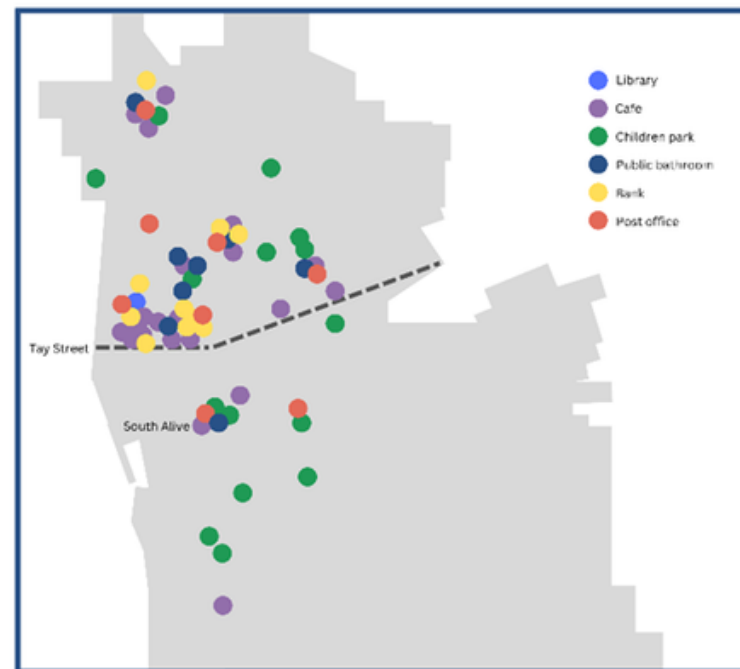 Library
Cafe
Children park
Public bathroom
Bank
Post office
Tay Street
South Alive